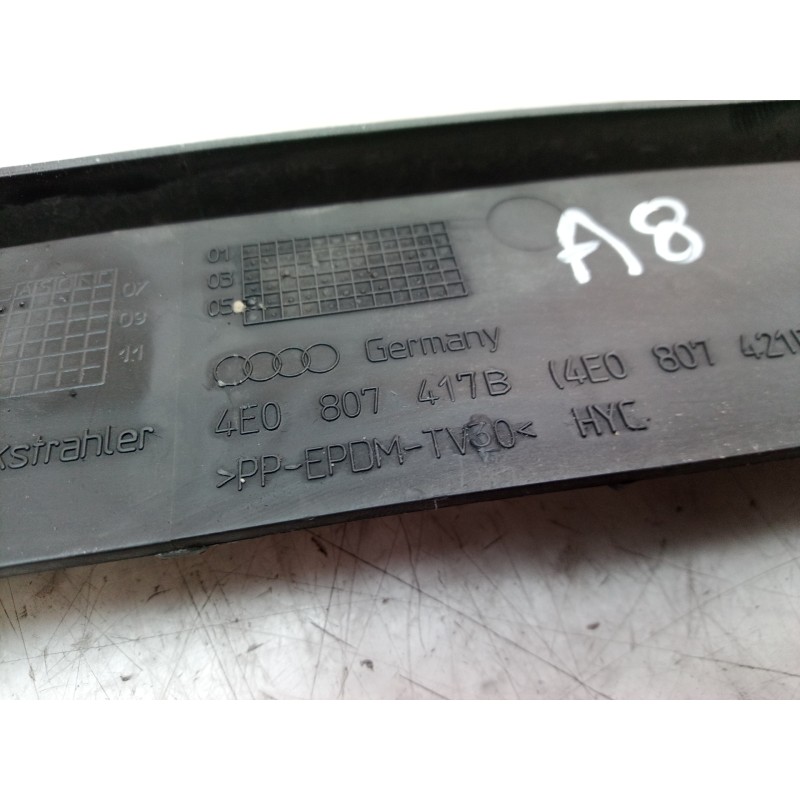 A8
01
03
05
07
09
11
Germany
4E0 807 417B (4E0 807 421
>PP-EPDM-TV30< HYC
kstrahler